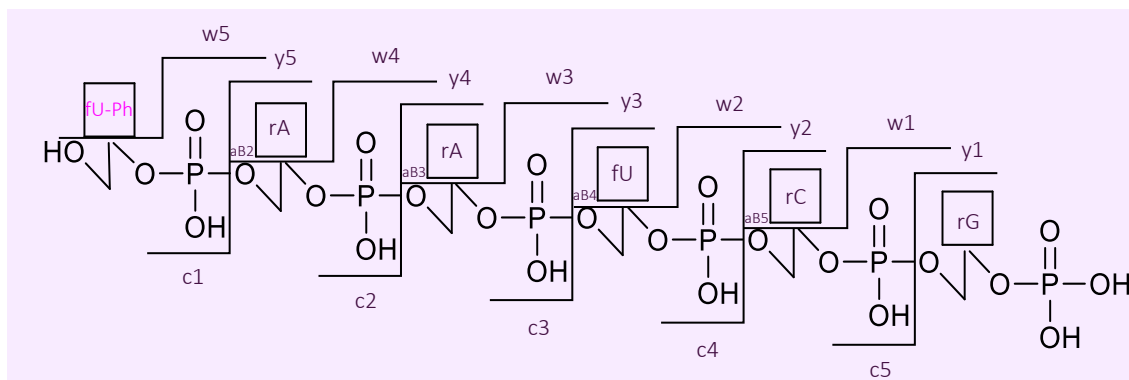 w5
y5
w4
y4
w3
y3
w2
y2
w1
y1
fU-Ph
rA
rA
fU
rC
rG
aB2
aB3
aB4
aB5
HO
O
O
P
OH
O
O
O
P
OH
O
O
O
P
OH
O
O
O
P
OH
O
O
O
P
OH
O
O
O
P
OH
OH
c1
c2
c3
c4
c5